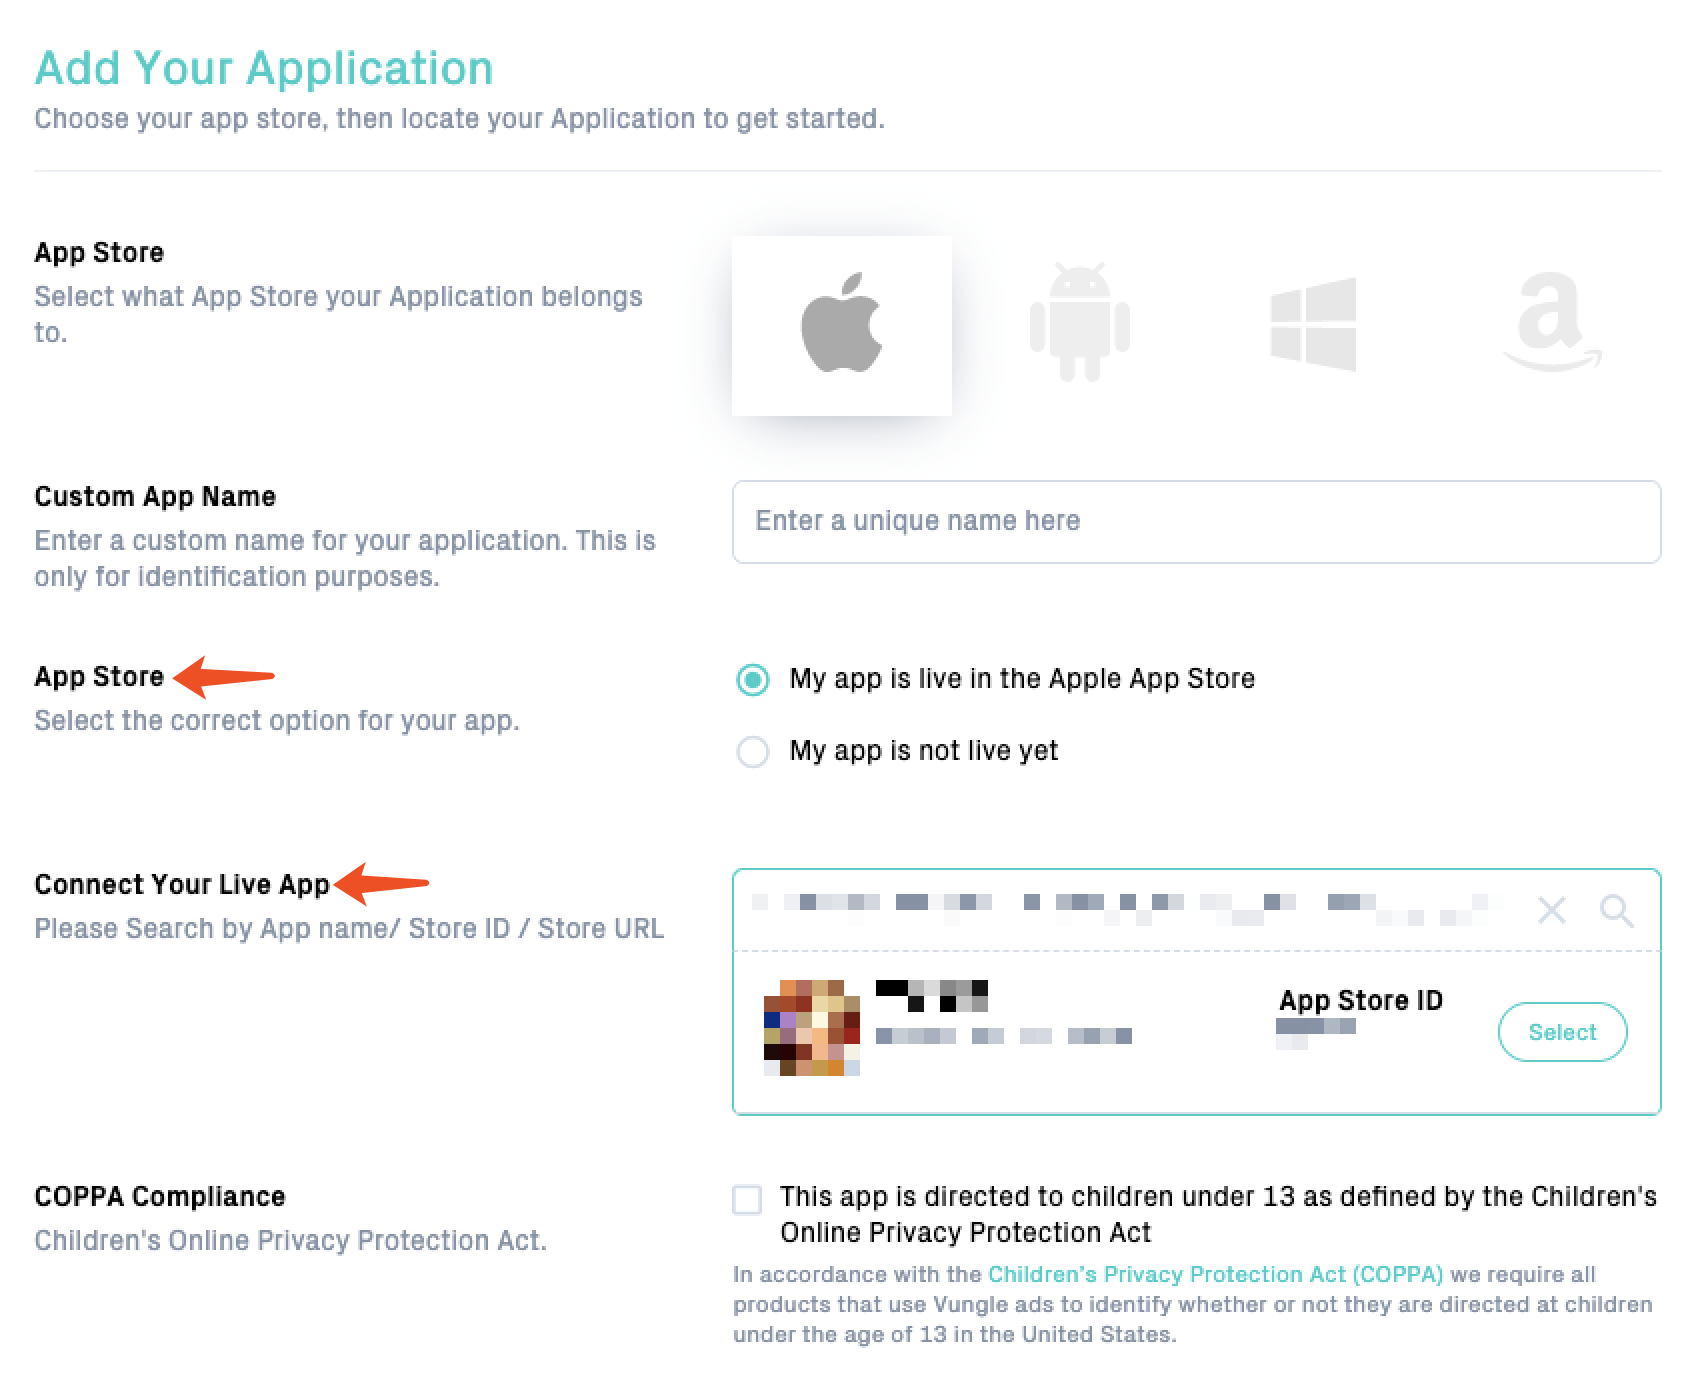 Add Your Application
Choose your app store, then locate your Application to get started.
App Store
Select what App Store your Application belongs
to.
Custom App Name
Enter a custom name for your application. This is
only for identification purposes.
Enter a unique name here
App Store
Select the correct option for your app.
My app is live in the Apple App Store
My app is not live yet
Connect Your Live App
Please Search by App name/ Store ID / Store URL
App Store ID
Select
COPPA Compliance
Children's Online Privacy Protection Act.
This app is directed to children under 13 as defined by the Children's
Online Privacy Protection Act
In accordance with the Children's Privacy Protection Act (COPPA) we require all
products that use Vungle ads to identify whether or not they are directed at children
under the age of 13 in the United States.